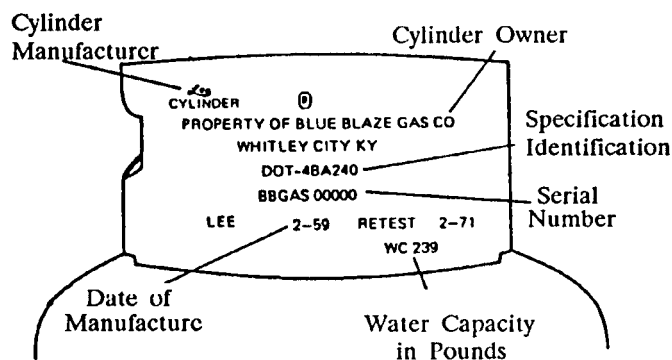 Cylinder
Manufacturer
Cylinder Owner
CYLINDER
PROPERTY OF BLUE BLAZE GAS CO
WHITLEY CITY KY
Specification
Identification
DOT-4BA240
BBGAS 00000
Serial
Number
LEE 2-59 RETEST 2-71
WC 239
Date of
Manufacture
Water Capacity
in Pounds